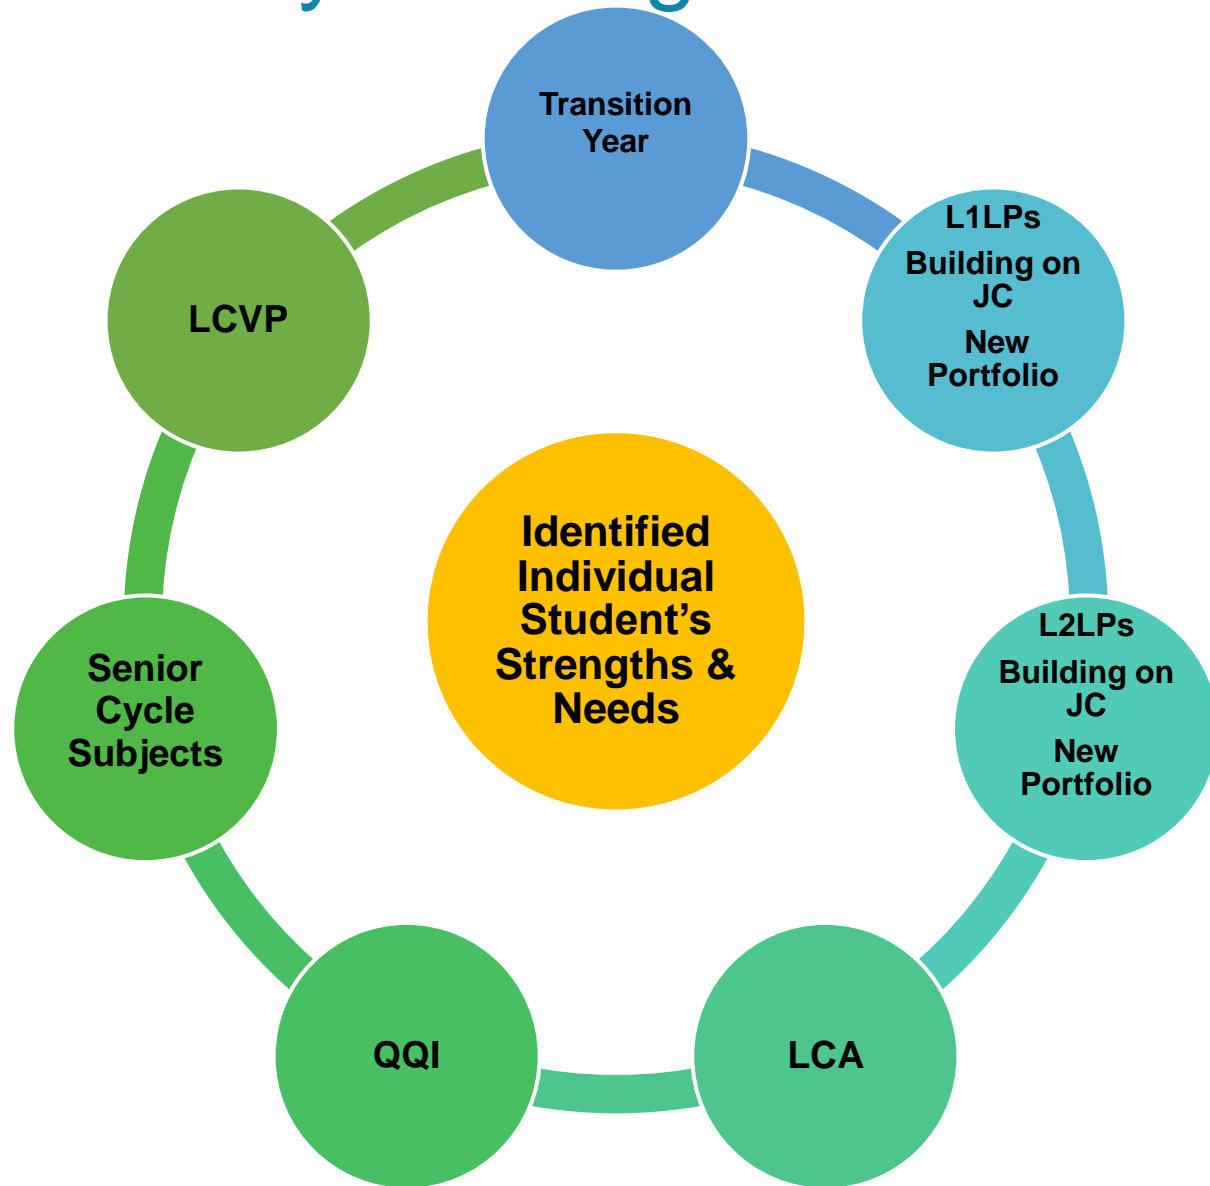 Transition
Year
L1LPs
Building on
JC
New
Portfolio
L2LPs
Building on
JC
New
Portfolio
LCA
QQI
Senior
Cycle
Subjects
LCVP
Identified
Individual
Student’s
Strengths &
Needs